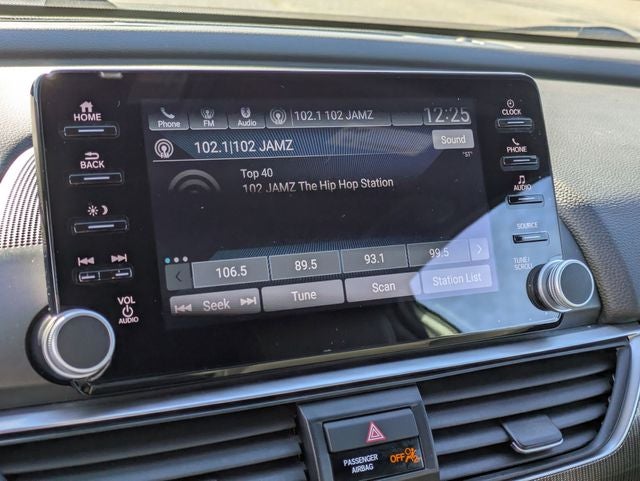 HOME
BACK
VOL
AUDIO
Phone FM Audio 102.1|102 JAMZ 12:25
102.1|102 JAMZ Sound
Top 40
102 JAMZ The Hip Hop Station
106.5 89.5 93.1 99.5
Seek Tune Scan Station List
CLOCK
PHONE
AUDIO
SOURCE
TUNE/
SCROLL
PASSENGER
AIRBAG
OFF